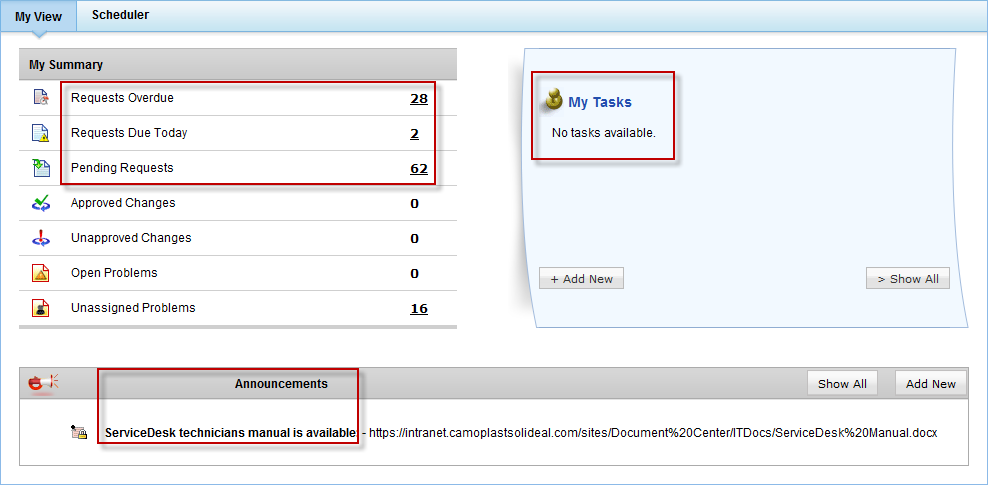 My View Scheduler
My Summary
Requests Overdue 28
Requests Due Today 2
Pending Requests 62
Approved Changes 0
Unapproved Changes 0
Open Problems 0
Unassigned Problems 16
My Tasks
No tasks available.
+ Add New > Show All
Announcements Show All Add New
ServiceDesk technicians manual is available. - https://intranet.camoplastsolideal.com/sites/Document%20Center/ITDocs/ServiceDesk%20Manual.docx